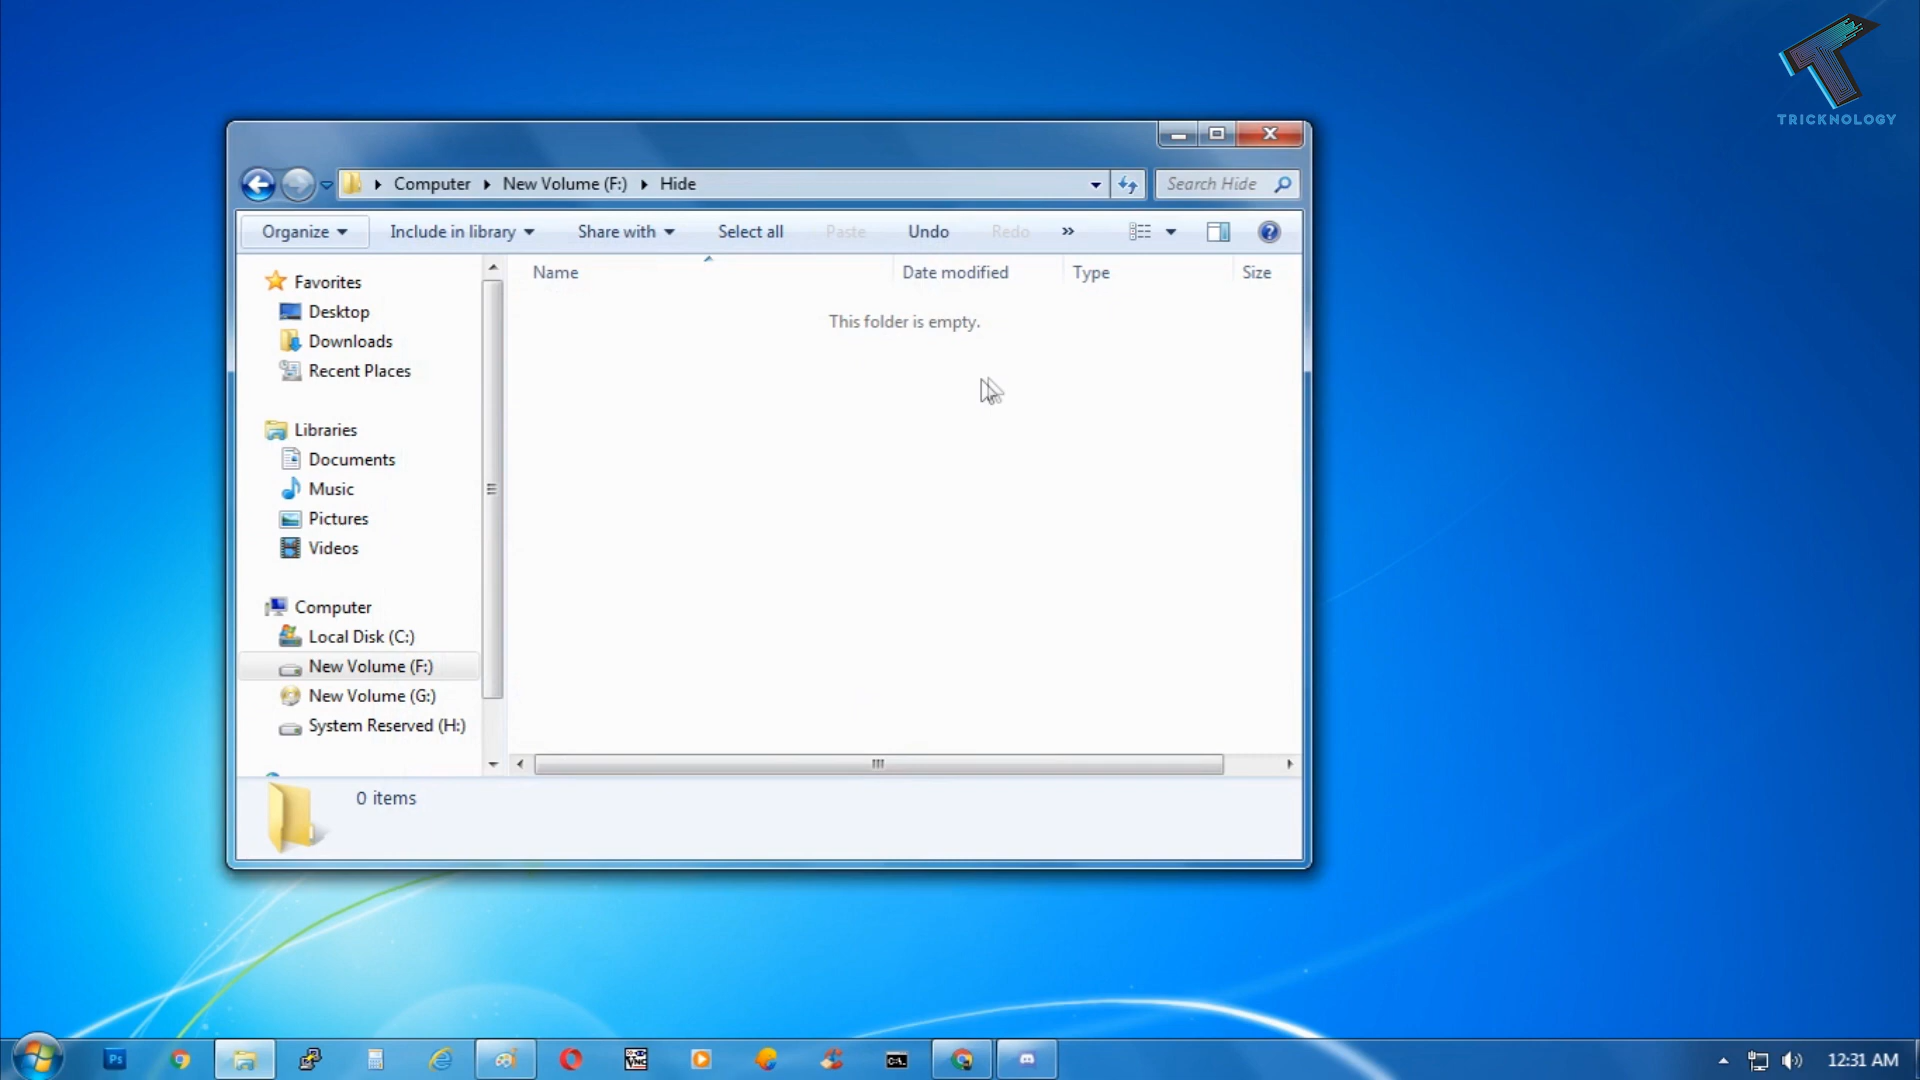 TRICKNOLOGY
Computer New Volume (F:) Hide
Search Hide
Organize Include in library Share with Select all Paste Undo Redo »
Name Date modified Type Size
This folder is empty.
Favorites
Desktop
Downloads
Recent Places
Libraries
Documents
Music
Pictures
Videos
Computer
Local Disk (C:)
New Volume (F:)
New Volume (G:)
System Reserved (H:)
0 items
Ps
VNC
C:\.
12:31 AM